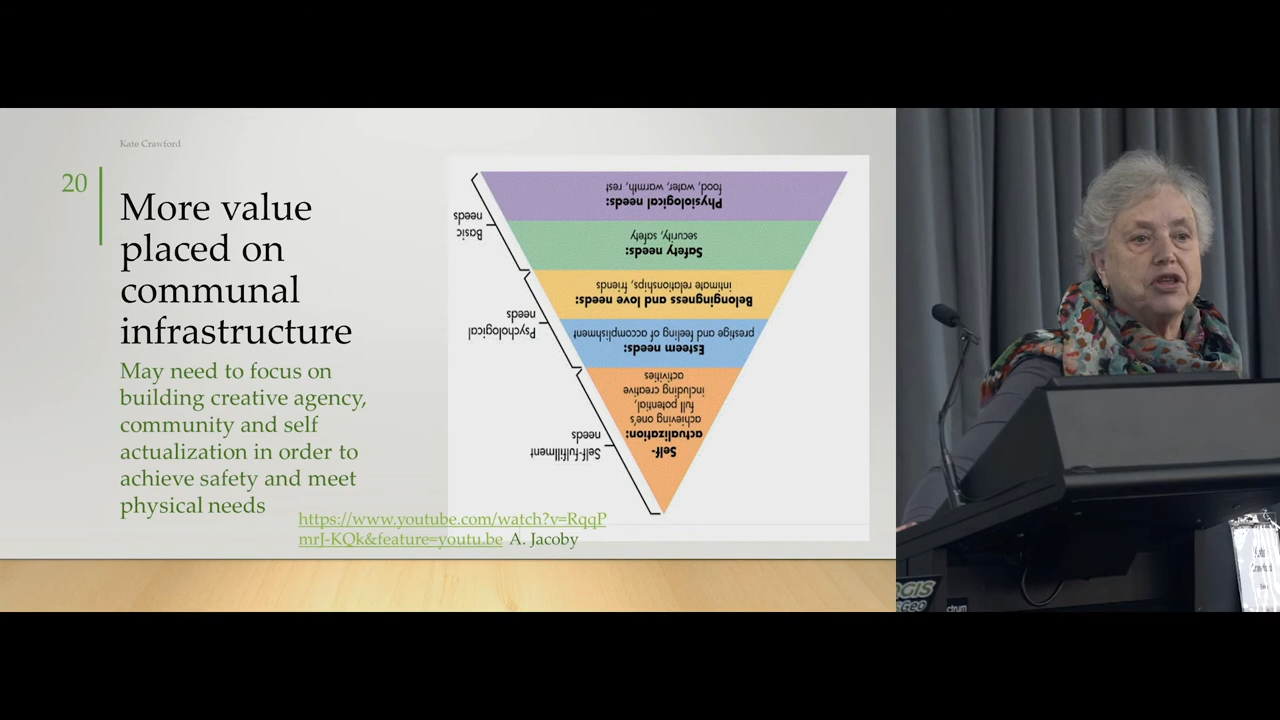 Kate Crawford
20
More value
placed on
communal
infrastructure
May need to focus on
building creative agency,
community and self
actualization in order to
achieve safety and meet
physical needs
https://www.youtube.com/watch?v=RqqP
mrJ-KQk&feature=youtu.be A. Jacoby
food, water, warmth, rest
Physiological needs:
security, safety
Safety needs:
intimate relationships, friends
Belongingness and love needs:
prestige and feeling of accomplishment
Esteem needs:
activities
including creative
full potential,
achieving one's
actualization:
Self-
needs
Basic
needs
Psychological
needs
Self-fulfillment
NGIS
ctrum